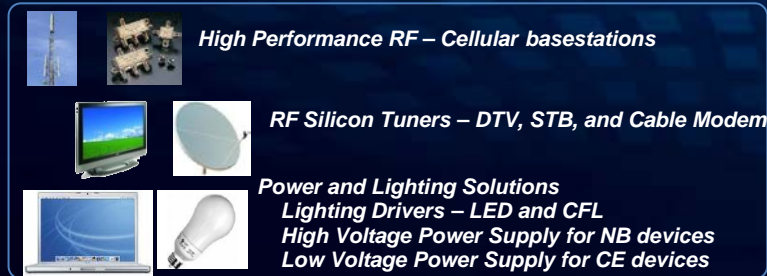 High Performance RF – Cellular basestations
RF Silicon Tuners – DTV, STB, and Cable Modem
Power and Lighting Solutions
Lighting Drivers – LED and CFL
High Voltage Power Supply for NB devices
Low Voltage Power Supply for CE devices